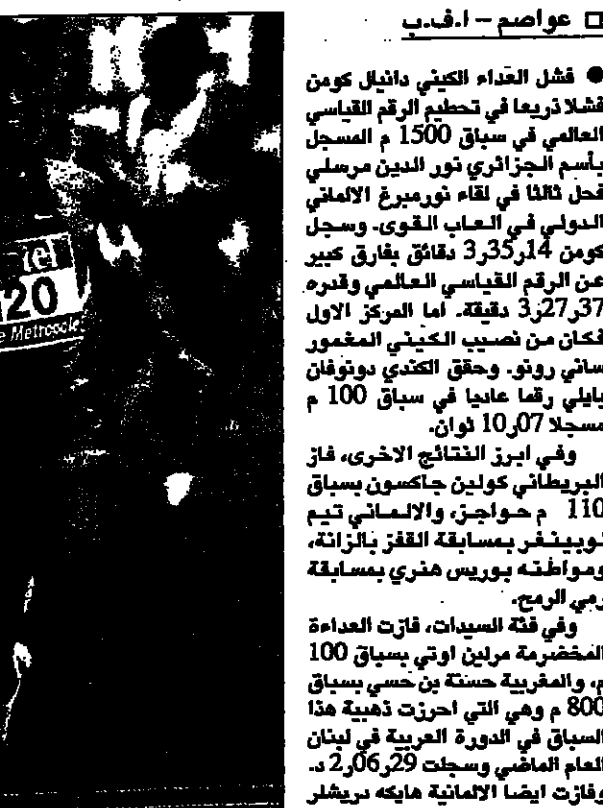 □ عواصم – ا.ف.ب
● فشل العداء الكيني دانيال كومن
فشلا ذريعا في تحطيم الرقم القياسي
العالمي في سباق 1500 م المسجل
بأسم الجزائري نور الدين مرسلي
فحل ثالثا في لقاء نورمبرغ الالماني
الدولي في العاب القوى. وسجل
كومن 14ر35ر3 دقائق بفارق كبير
عن الرقم القياسي العالمي وقدره
37ر27ر3 دقيقة. اما المركز الاول
فكان من نصيب الكيني المغمور
ساني رونو. وحقق الكندي دونوفان
بايلي رقما عاديا في سباق 100 م
مسجلا 07ر10 ثوان.
وفي ابرز النتائج الاخرى، فاز
البريطاني كولين جاكسون بسباق
110 م حواجز، والالماني تيم
لوبينغر بمسابقة القفز بالزانة،
ومواطنه بوريس هنري بمسابقة
رمي الرمح.
وفي فئة السيدات، فازت العداءة
المخضرمة مرلين اوتي بسباق 100
م، والمغربية حسنة بن حسي بسباق
800 م وهي التي احرزت ذهبية هذا
السباق في الدورة العربية في لبنان
العام الماضي وسجلت 29ر06ر2 د.
وفازت ايضا الالمانية هايكه دريشلر
20